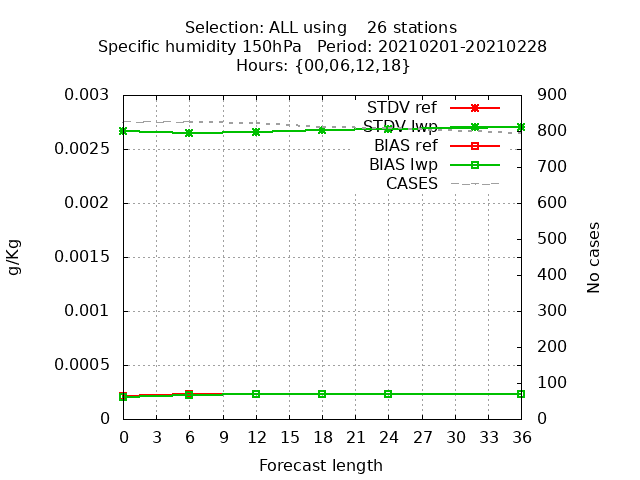 Selection: ALL using    26 stations
Specific humidity 150hPa   Period: 20210201-20210228
Hours: {00,06,12,18}
STDV ref
STDV lwp
BIAS ref
BIAS lwp
CASES
0.003
0.0025
0.002
0.0015
0.001
0.0005
0
900
800
700
600
500
400
300
200
100
0
g/Kg
No cases
0 3 6 9 12 15 18 21 24 27 30 33 36
Forecast length